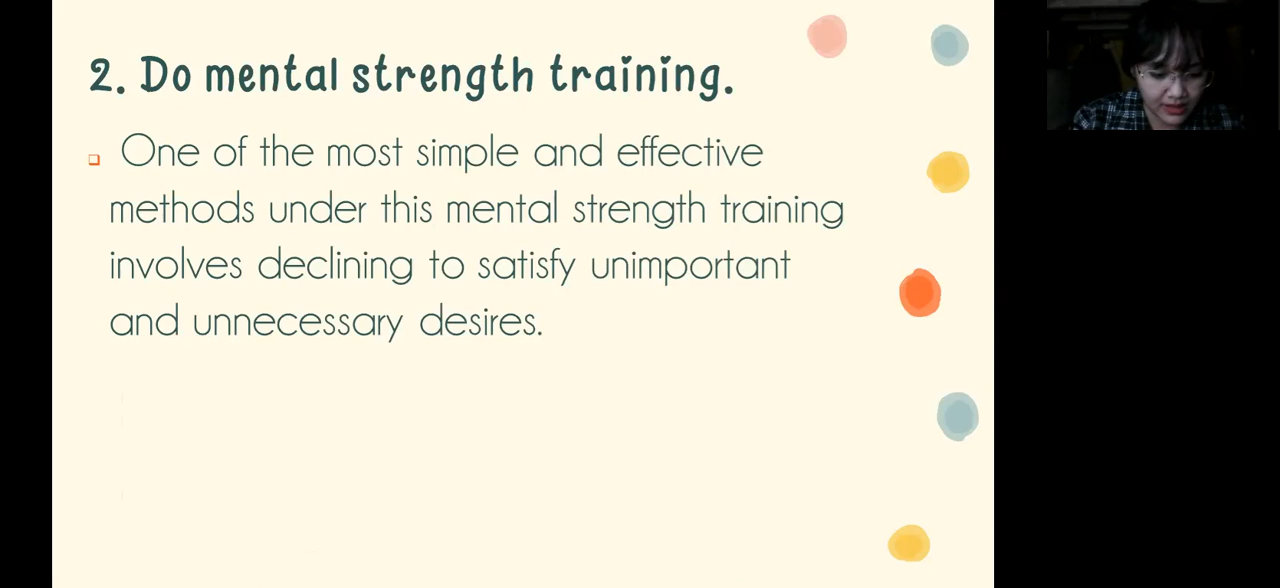 2. Do mental strength training.
One of the most simple and effective
methods under this mental strength training
involves declining to satisfy unimportant
and unnecessary desires.